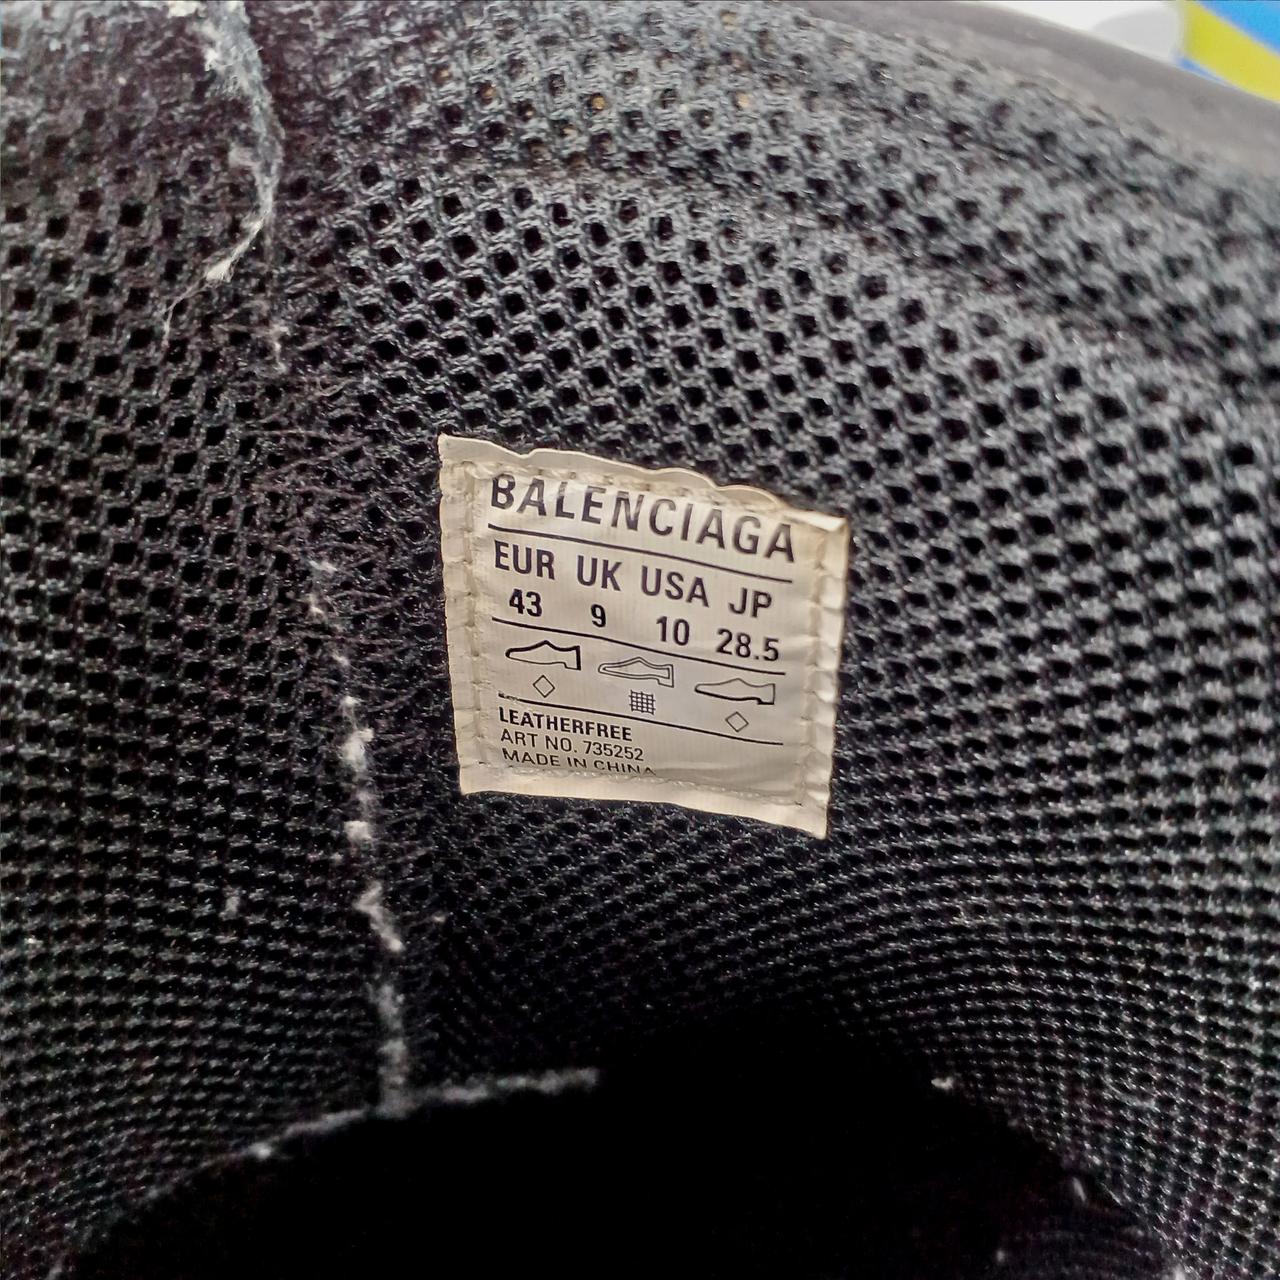 BALENCIAGA
EUR UK USA JP
43 9 10 28.5
LEATHERFREE
ART NO. 735252
MADE IN CHINA